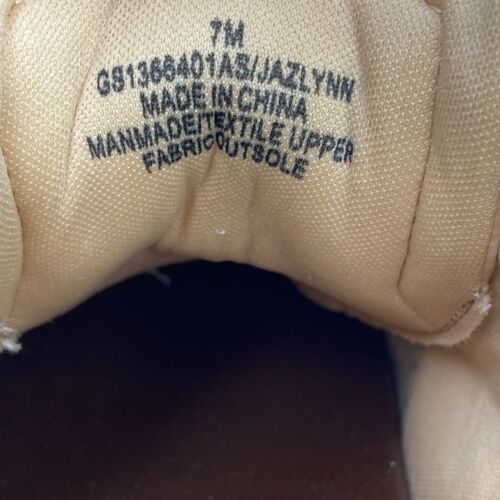 7M
GS1366401AS/JAZLYNN
MADE IN CHINA
MANMADE/TEXTILE UPPER
FABRIC OUTSOLE